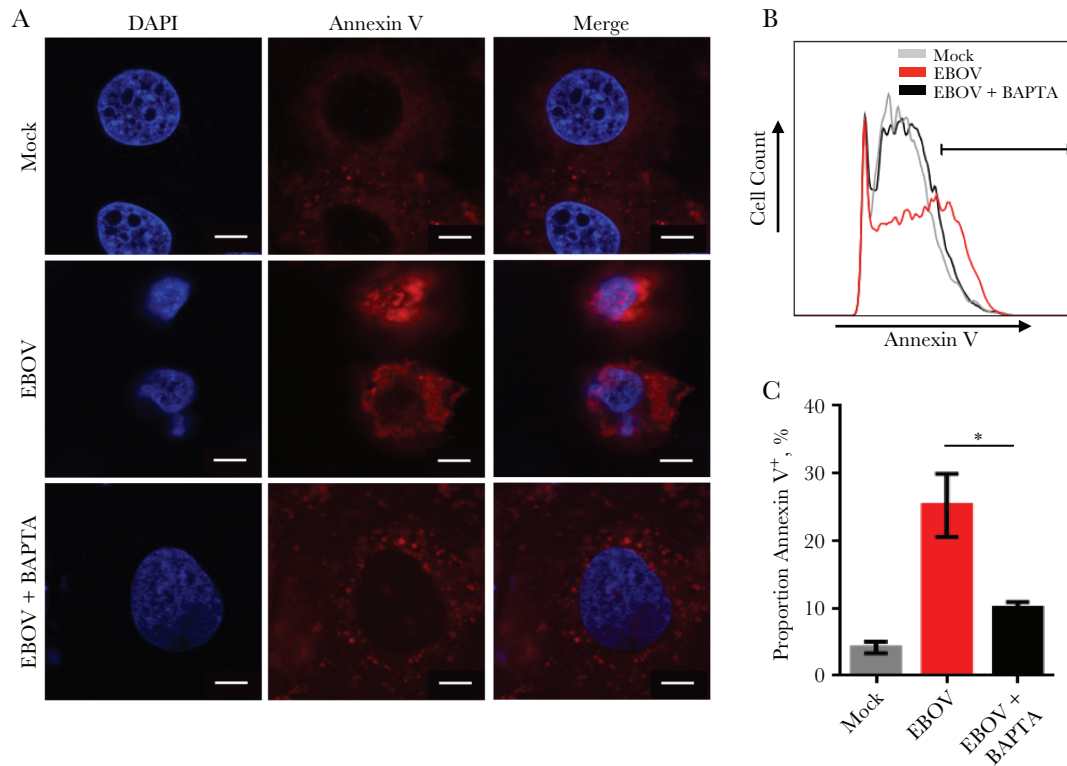 A
DAPI
Annexin V
Merge
Mock
EBOV
EBOV + BAPTA
B
Mock
EBOV
EBOV + BAPTA
Cell Count
Annexin V
C
Proportion Annexin V⁺, %
40
30
20
10
0
*
Mock
EBOV
EBOV +
BAPTA